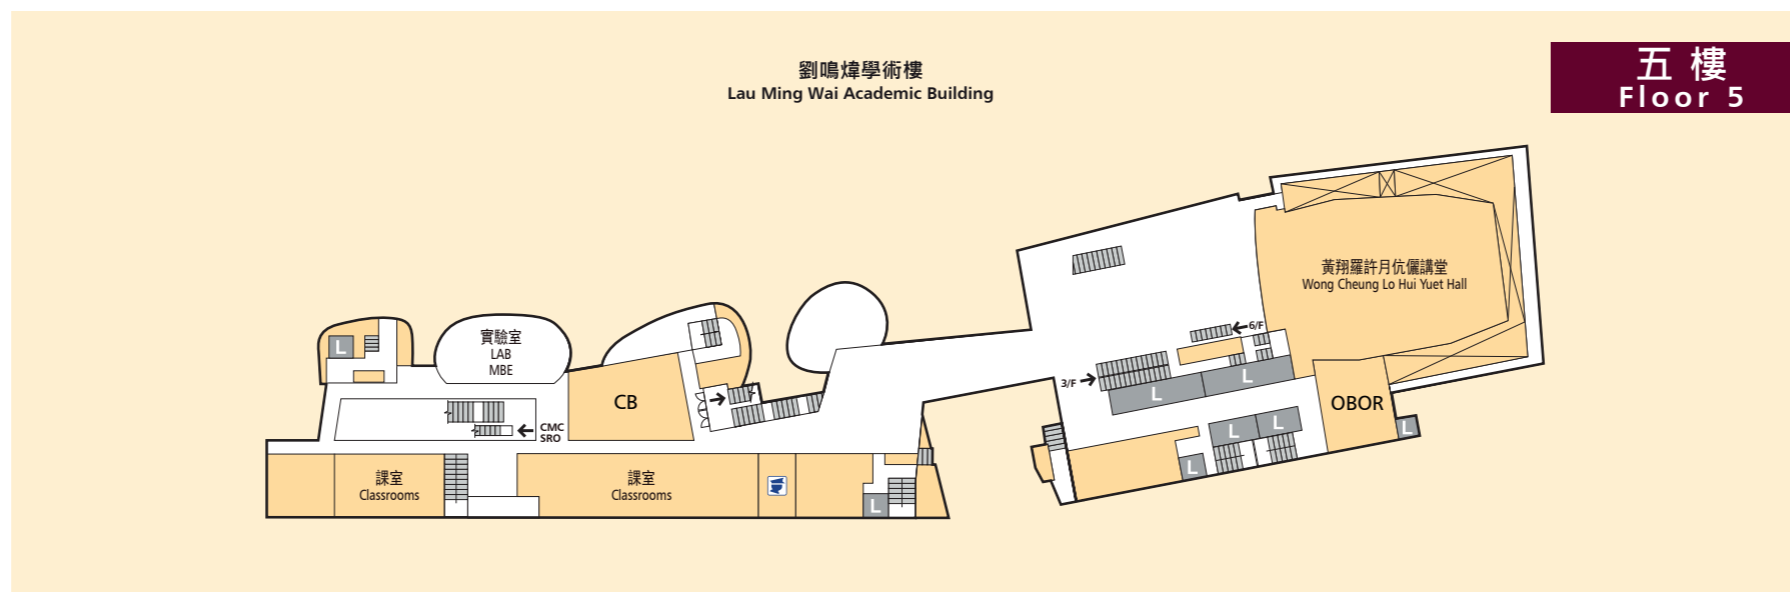 劉鳴煒學術樓
Lau Ming Wai Academic Building
五樓
Floor 5
黃翔羅許月伉儷講堂
Wong Cheung Lo Hui Yuet Hall
6/F
3/F
L
L
OBOR
L
L
L
L
L
實驗室
LAB
MBE
CB
CMC
SRO
課室
Classrooms
課室
Classrooms
L